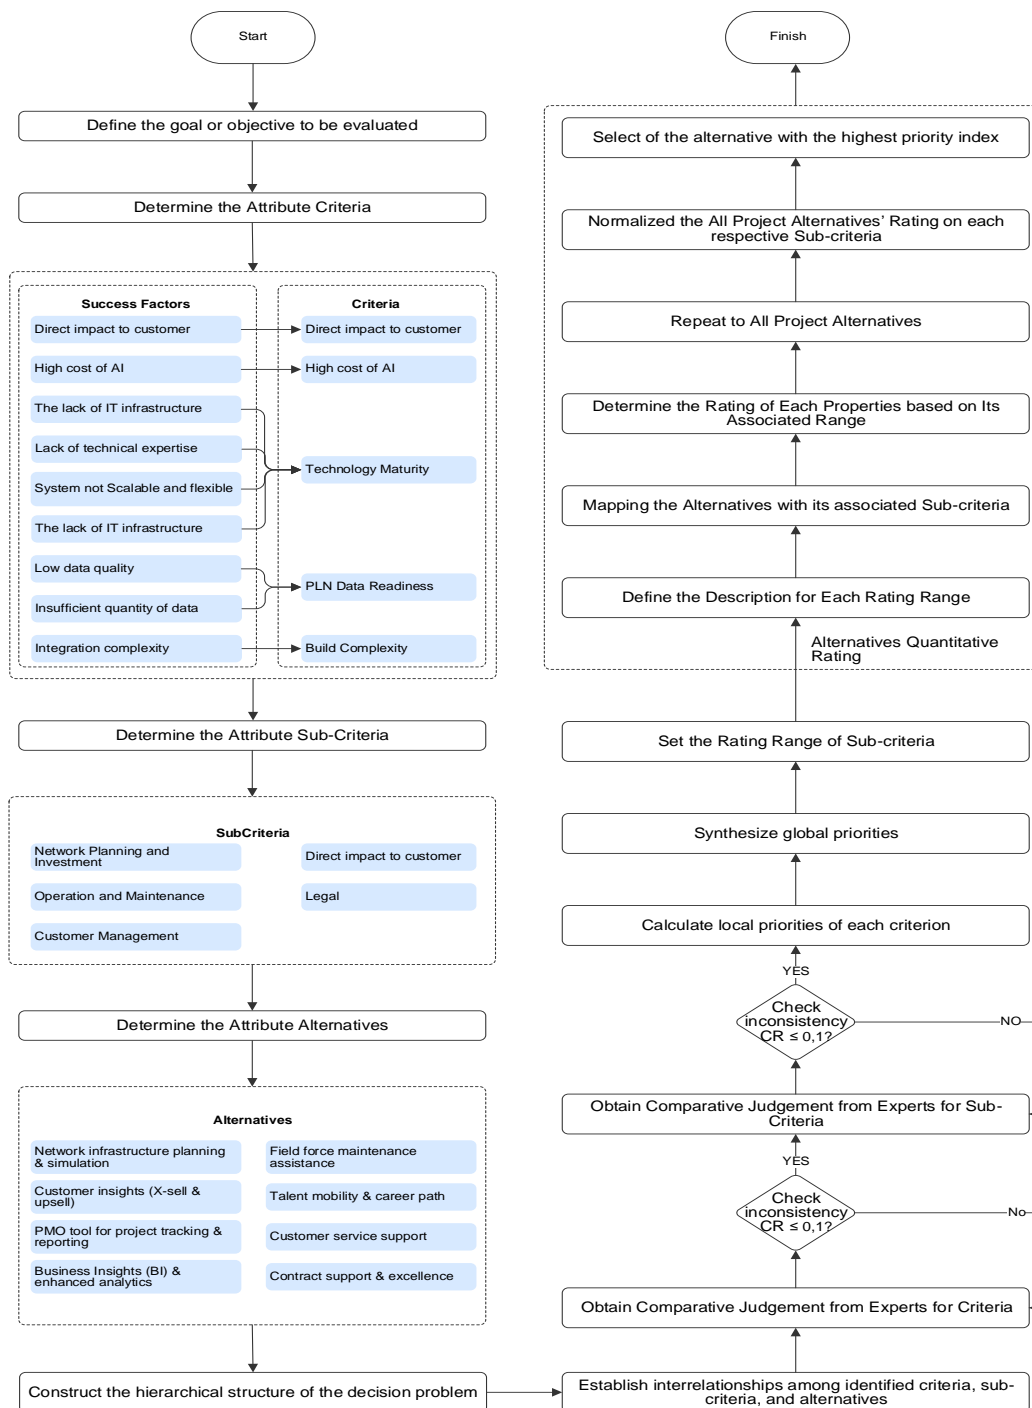 Start
Define the goal or objective to be evaluated
Determine the Attribute Criteria
Success Factors
Criteria
Direct impact to customer
Direct impact to customer
High cost of AI
High cost of AI
The lack of IT infrastructure
Lack of technical expertise
Technology Maturity
System not Scalable and flexible
The lack of IT infrastructure
Low data quality
PLN Data Readiness
Insufficient quantity of data
Integration complexity
Build Complexity
Determine the Attribute Sub-Criteria
SubCriteria
Network Planning and
Investment
Direct impact to customer
Operation and Maintenance
Legal
Customer Management
Determine the Attribute Alternatives
Alternatives
Network infrastructure planning
& simulation
Field force maintenance
assistance
Customer insights (X-sell &
upsell)
Talent mobility & career path
PMO tool for project tracking &
reporting
Customer service support
Business Insights (BI) &
enhanced analytics
Contract support & excellence
Construct the hierarchical structure of the decision problem
Establish interrelationships among identified criteria, sub-
criteria, and alternatives
Obtain Comparative Judgement from Experts for Criteria
Check
inconsistency
CR ≤ 0,1?
No
YES
Obtain Comparative Judgement from Experts for Sub-
Criteria
Check
inconsistency
CR ≤ 0,1?
NO
YES
Calculate local priorities of each criterion
Synthesize global priorities
Set the Rating Range of Sub-criteria
Alternatives Quantitative
Rating
Define the Description for Each Rating Range
Mapping the Alternatives with its associated Sub-criteria
Determine the Rating of Each Properties based on Its
Associated Range
Repeat to All Project Alternatives
Normalized the All Project Alternatives' Rating on each
respective Sub-criteria
Select of the alternative with the highest priority index
Finish